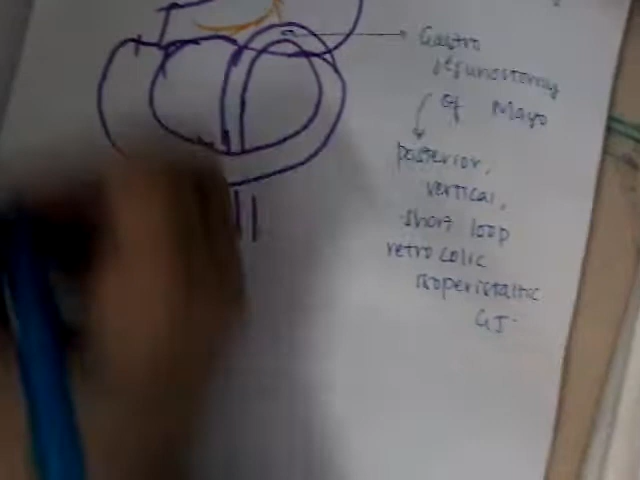 Gastro
jejunostomy
of Mayo
posterior,
vertical,
short loop
retrocolic
isoperistaltic
GJ